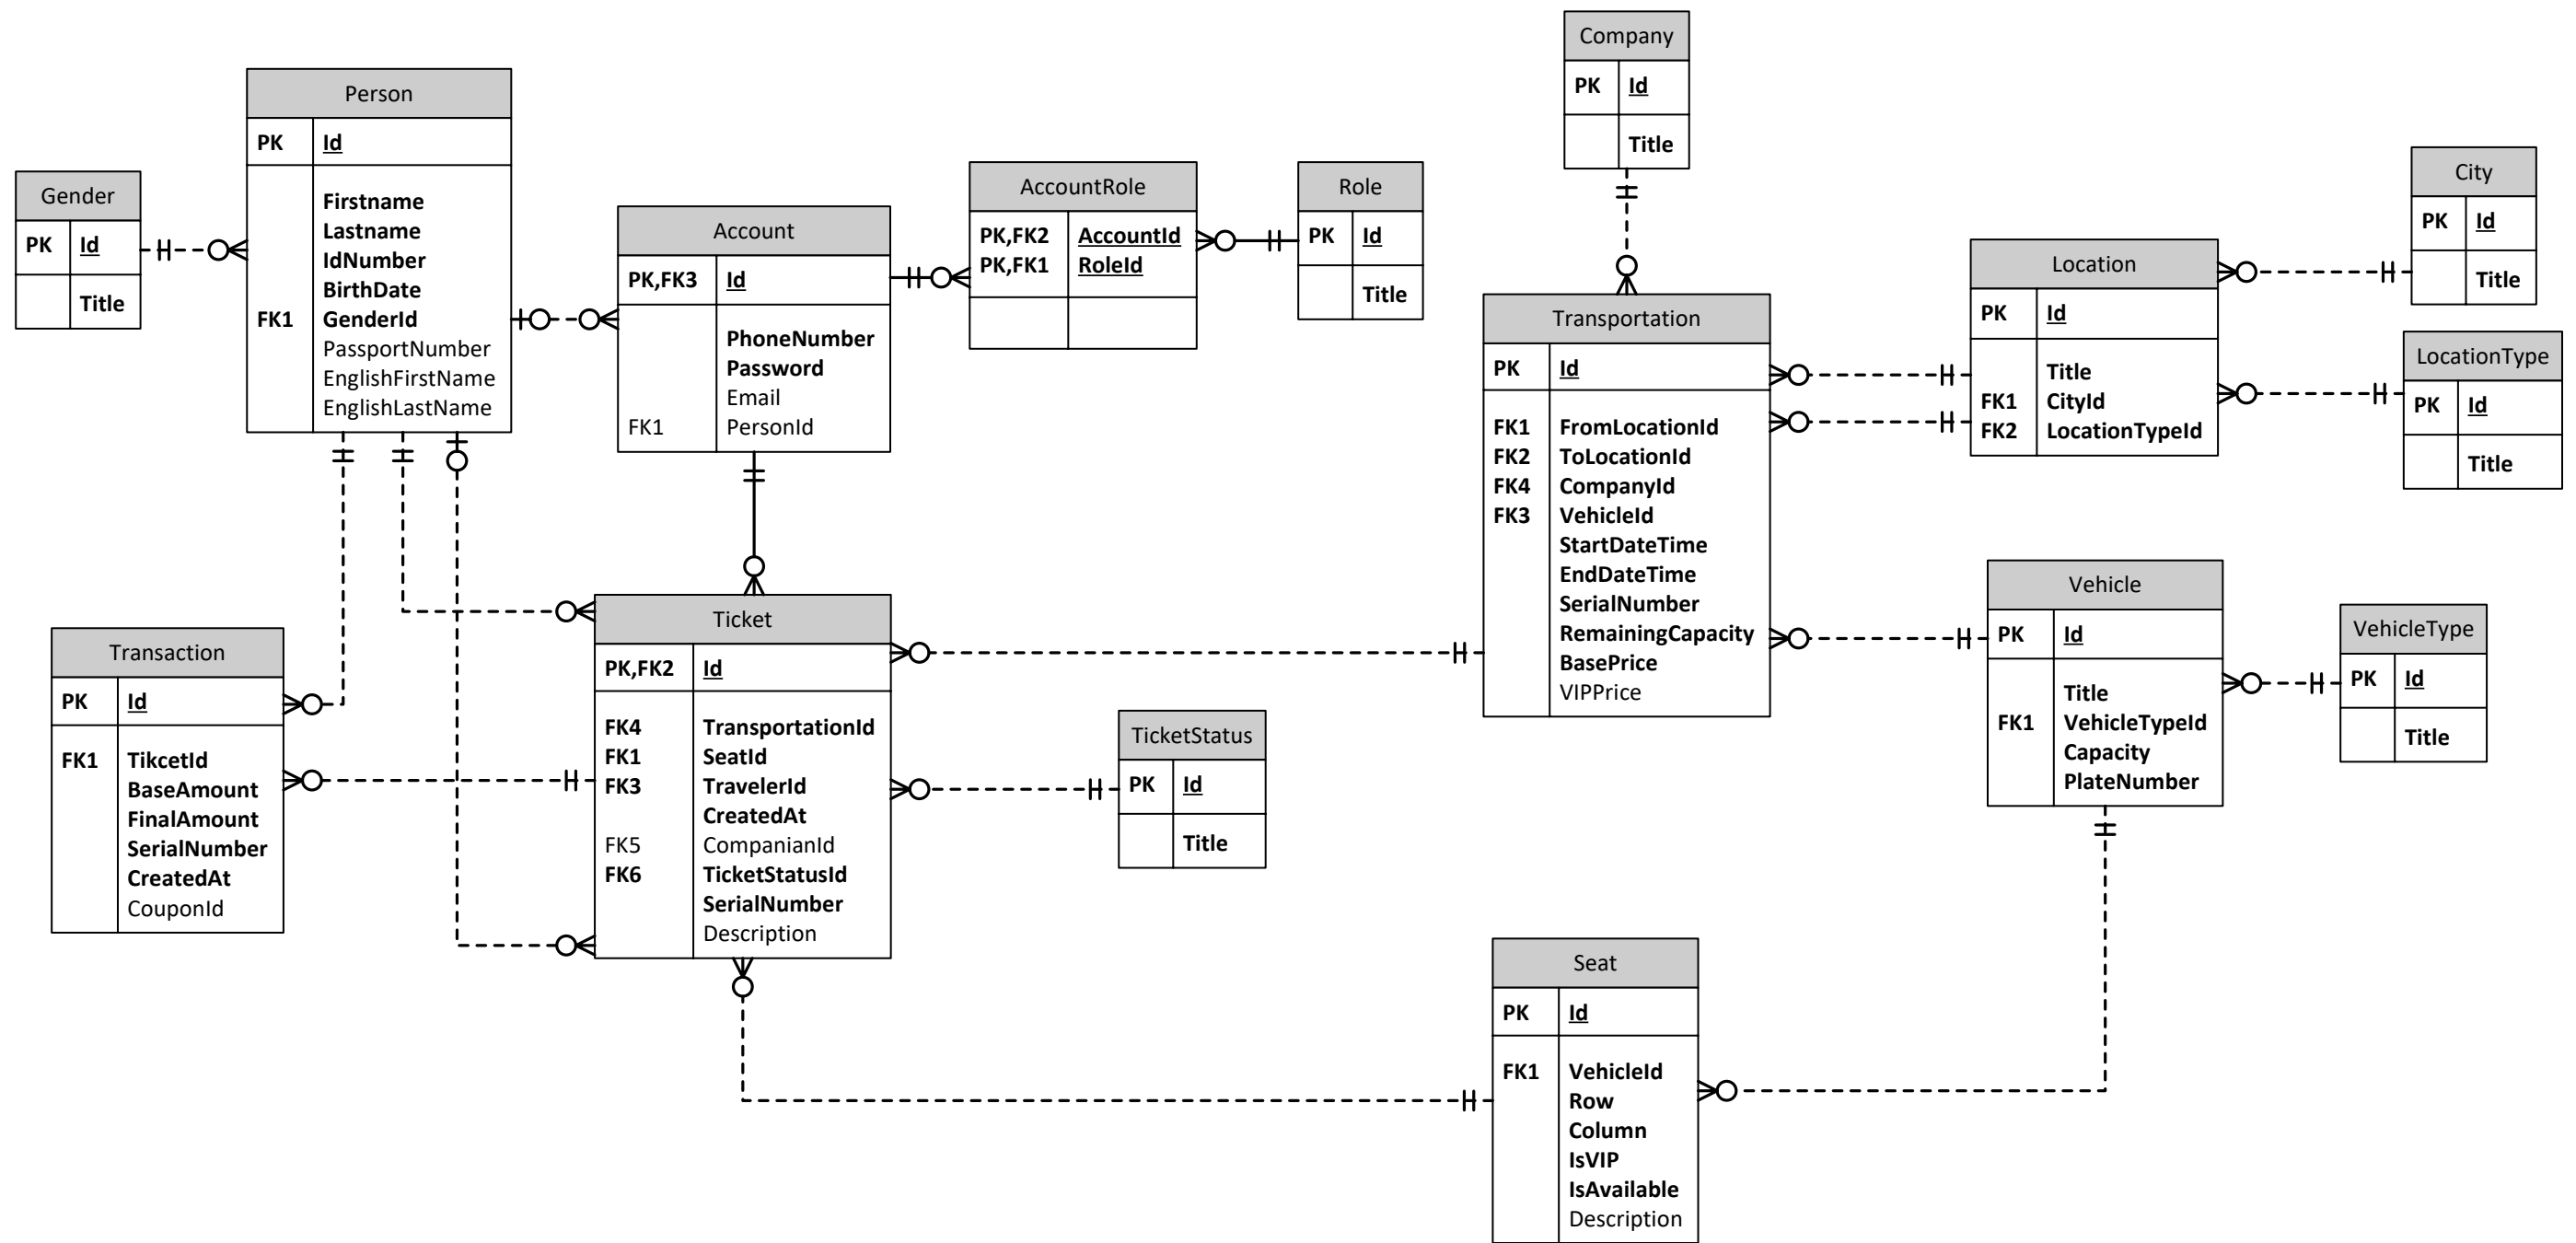 Company
PK Id
Title
Person
PK Id
Firstname
Lastname
IdNumber
BirthDate
FK1 GenderId
PassportNumber
EnglishFirstName
EnglishLastName
Gender
PK Id
Title
Account
PK,FK3 Id
PhoneNumber
Password
Email
FK1 PersonId
AccountRole
PK,FK2 AccountId
PK,FK1 RoleId
Role
PK Id
Title
City
PK Id
Title
Location
PK Id
Title
FK1 CityId
FK2 LocationTypeId
LocationType
PK Id
Title
Transportation
PK Id
FK1 FromLocationId
FK2 ToLocationId
FK4 CompanyId
FK3 VehicleId
StartDateTime
EndDateTime
SerialNumber
RemainingCapacity
BasePrice
VIPPrice
Vehicle
PK Id
Title
FK1 VehicleTypeId
Capacity
PlateNumber
VehicleType
PK Id
Title
Transaction
PK Id
FK1 TikcetId
BaseAmount
FinalAmount
SerialNumber
CreatedAt
CouponId
Ticket
PK,FK2 Id
FK4 TransportationId
FK1 SeatId
FK3 TravelerId
CreatedAt
FK5 CompanianId
FK6 TicketStatusId
SerialNumber
Description
TicketStatus
PK Id
Title
Seat
PK Id
FK1 VehicleId
Row
Column
IsVIP
IsAvailable
Description